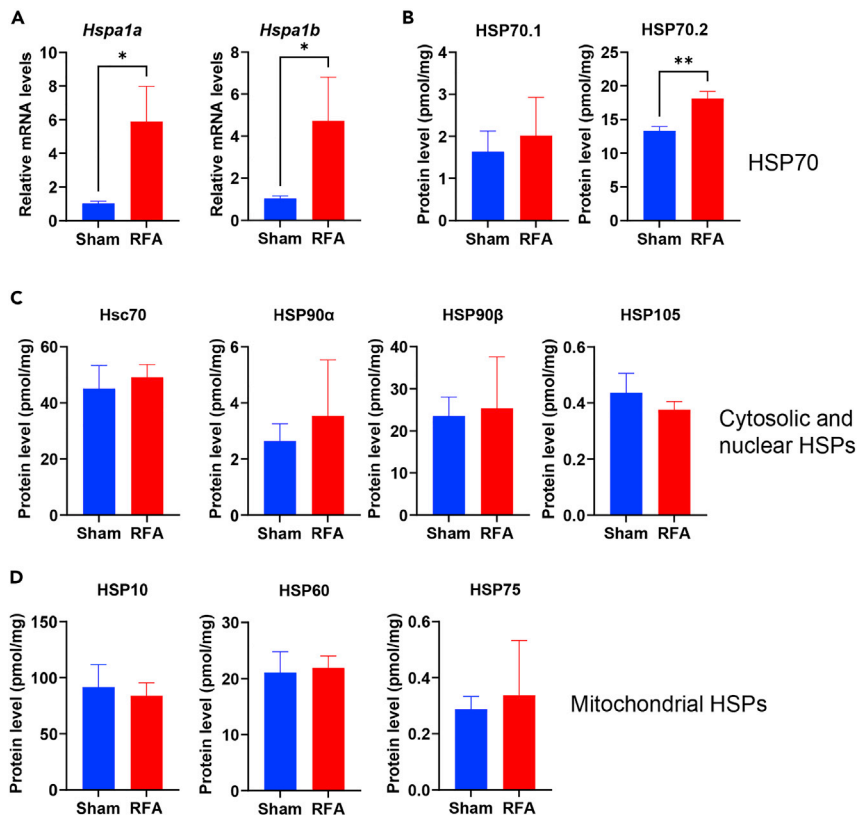 A
Hspa1a
Relative mRNA levels
10
8
6
4
2
0
*
Sham RFA
Hspa1b
Relative mRNA levels
8
6
4
2
0
*
Sham RFA
B
HSP70.1
Protein level (pmol/mg)
4
3
2
1
0
Sham RFA
HSP70.2
Protein level (pmol/mg)
25
20
15
10
5
0
**
Sham RFA
HSP70
C
Hsc70
Protein level (pmol/mg)
60
40
20
0
Sham RFA
HSP90α
Protein level (pmol/mg)
6
4
2
0
Sham RFA
HSP90β
Protein level (pmol/mg)
40
30
20
10
0
Sham RFA
HSP105
Protein level (pmol/mg)
0.6
0.4
0.2
0.0
Sham RFA
Cytosolic and
nuclear HSPs
D
HSP10
Protein level (pmol/mg)
150
100
50
0
Sham RFA
HSP60
Protein level (pmol/mg)
30
20
10
0
Sham RFA
HSP75
Protein level (pmol/mg)
0.6
0.4
0.2
0.0
Sham RFA
Mitochondrial HSPs